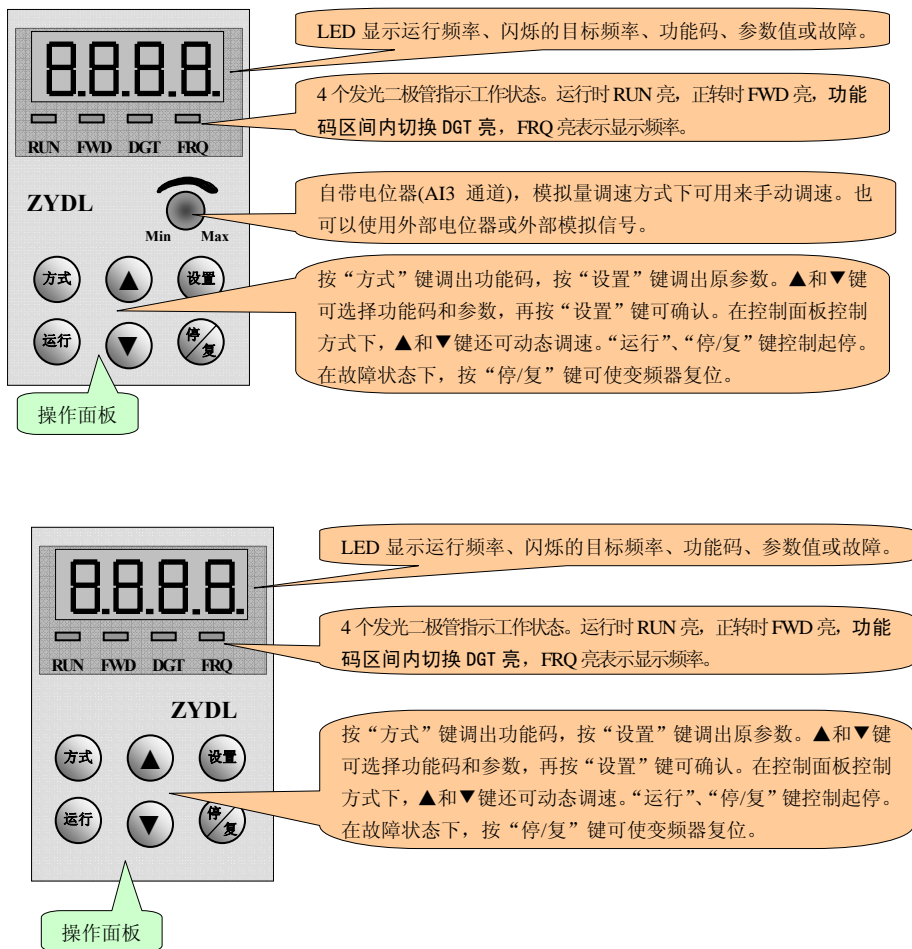 LED 显示运行频率、闪烁的目标频率、功能码、参数值或故障。
8.8.8.8.
4 个发光二极管指示工作状态。运行时 RUN 亮，正转时 FWD 亮，功能
码区间内切换 DGT 亮，FRQ 亮表示显示频率。
RUN FWD DGT FRQ
ZYDL
Min Max
自带电位器(AI3 通道)，模拟量调速方式下可用来手动调速。也
可以使用外部电位器或外部模拟信号。
方式 ▲ 设置
运行 ▼ 停/复
按“方式”键调出功能码，按“设置”键调出原参数。▲和▼键
可选择功能码和参数，再按“设置”键可确认。在控制面板控制
方式下，▲和▼键还可动态调速。“运行”、“停/复”键控制起停。
在故障状态下，按“停/复”键可使变频器复位。
操作面板
LED 显示运行频率、闪烁的目标频率、功能码、参数值或故障。
8.8.8.8.
4 个发光二极管指示工作状态。运行时 RUN 亮，正转时 FWD 亮，功能
码区间内切换 DGT 亮，FRQ 亮表示显示频率。
RUN FWD DGT FRQ
ZYDL
方式 ▲ 设置
运行 ▼ 停/复
按“方式”键调出功能码，按“设置”键调出原参数。▲和▼键
可选择功能码和参数，再按“设置”键可确认。在控制面板控制
方式下，▲和▼键还可动态调速。“运行”、“停/复”键控制起停。
在故障状态下，按“停/复”键可使变频器复位。
操作面板